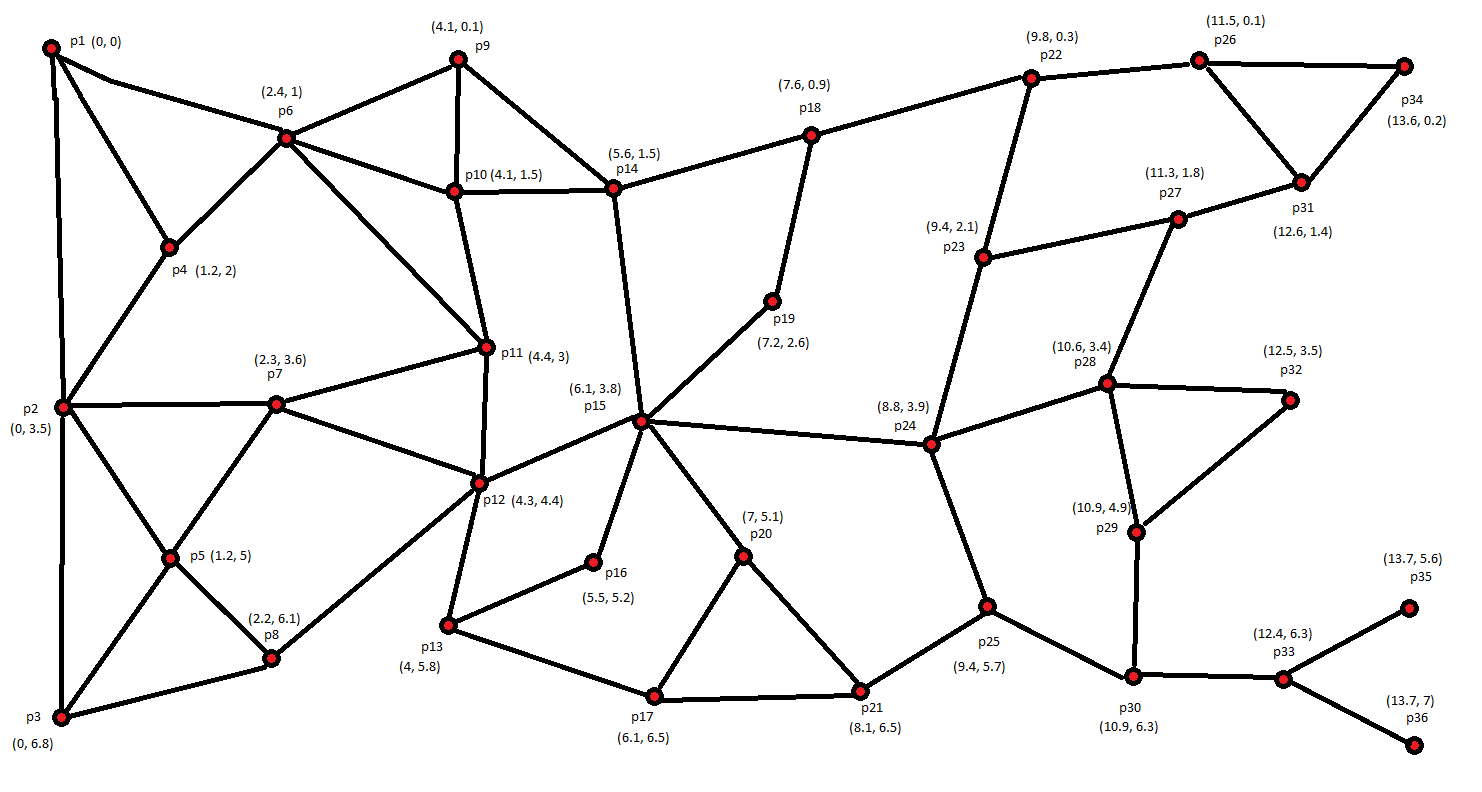 p1 (0, 0)
(4.1, 0.1)
p9
(9.8, 0.3)
p22
(11.5, 0.1)
p26
(2.4, 1)
p6
(7.6, 0.9)
p18
p34
(13.6, 0.2)
p10 (4.1, 1.5)
(5.6, 1.5)
p14
(11.3, 1.8)
p27
p31
(12.6, 1.4)
(9.4, 2.1)
p23
p4 (1.2, 2)
p19
(7.2, 2.6)
(2.3, 3.6)
p7
p11 (4.4, 3)
(10.6, 3.4)
p28
(12.5, 3.5)
p32
p2
(0, 3.5)
(6.1, 3.8)
p15
(8.8, 3.9)
p24
p12 (4.3, 4.4)
(7, 5.1)
p20
(10.9, 4.9)
p29
p5 (1.2, 5)
p16
(5.5, 5.2)
(13.7, 5.6)
p35
(2.2, 6.1)
p8
p13
(4, 5.8)
p25
(9.4, 5.7)
(12.4, 6.3)
p33
p3
(0, 6.8)
p17
(6.1, 6.5)
p21
(8.1, 6.5)
p30
(10.9, 6.3)
(13.7, 7)
p36